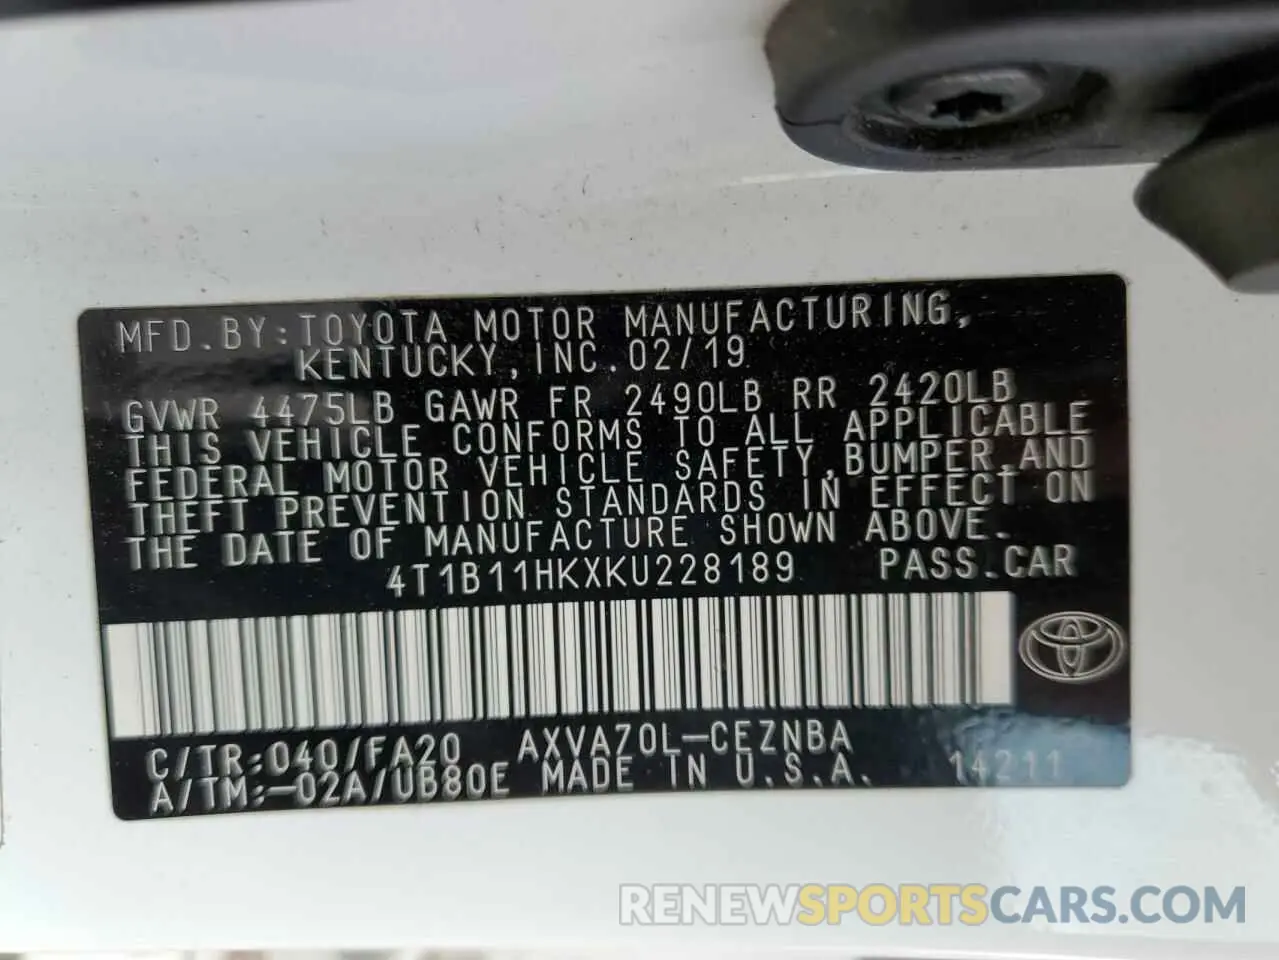 MFD.BY:TOYOTA MOTOR MANUFACTURING,
KENTUCKY,INC.02/19
GVWR 4475LB GAWR FR 2490LB RR 2420LB
THIS VEHICLE CONFORMS TO ALL APPLICABLE
FEDERAL MOTOR VEHICLE SAFETY,BUMPER,AND
THEFT PREVENTION STANDARDS IN EFFECT ON
THE DATE OF MANUFACTURE SHOWN ABOVE.
4T1B11HKXKU228189 PASS.CAR
C/TR:040/FA20 AXVA70L-CEZNBA
A/TM:-02A/UB80E MADE IN U.S.A. 14211
RENEWSPORTSCARS.COM